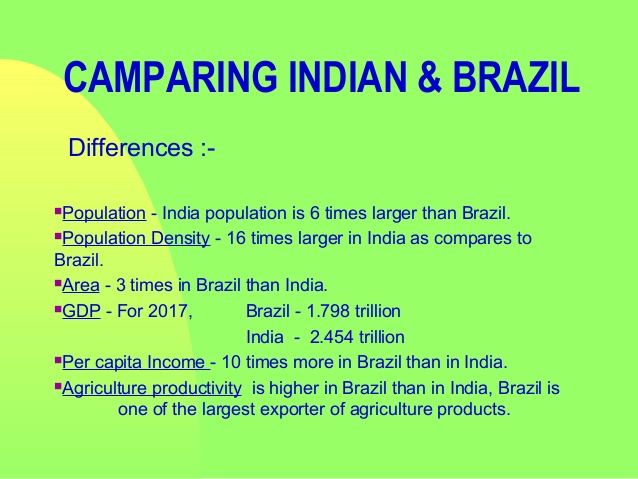 CAMPARING INDIAN & BRAZIL
Differences :-
▪Population - India population is 6 times larger than Brazil.
▪Population Density - 16 times larger in India as compares to
Brazil.
▪Area - 3 times in Brazil than India.
▪GDP - For 2017, Brazil - 1.798 trillion
India - 2.454 trillion
▪Per capita Income - 10 times more in Brazil than in India.
▪Agriculture productivity is higher in Brazil than in India, Brazil is
one of the largest exporter of agriculture products.